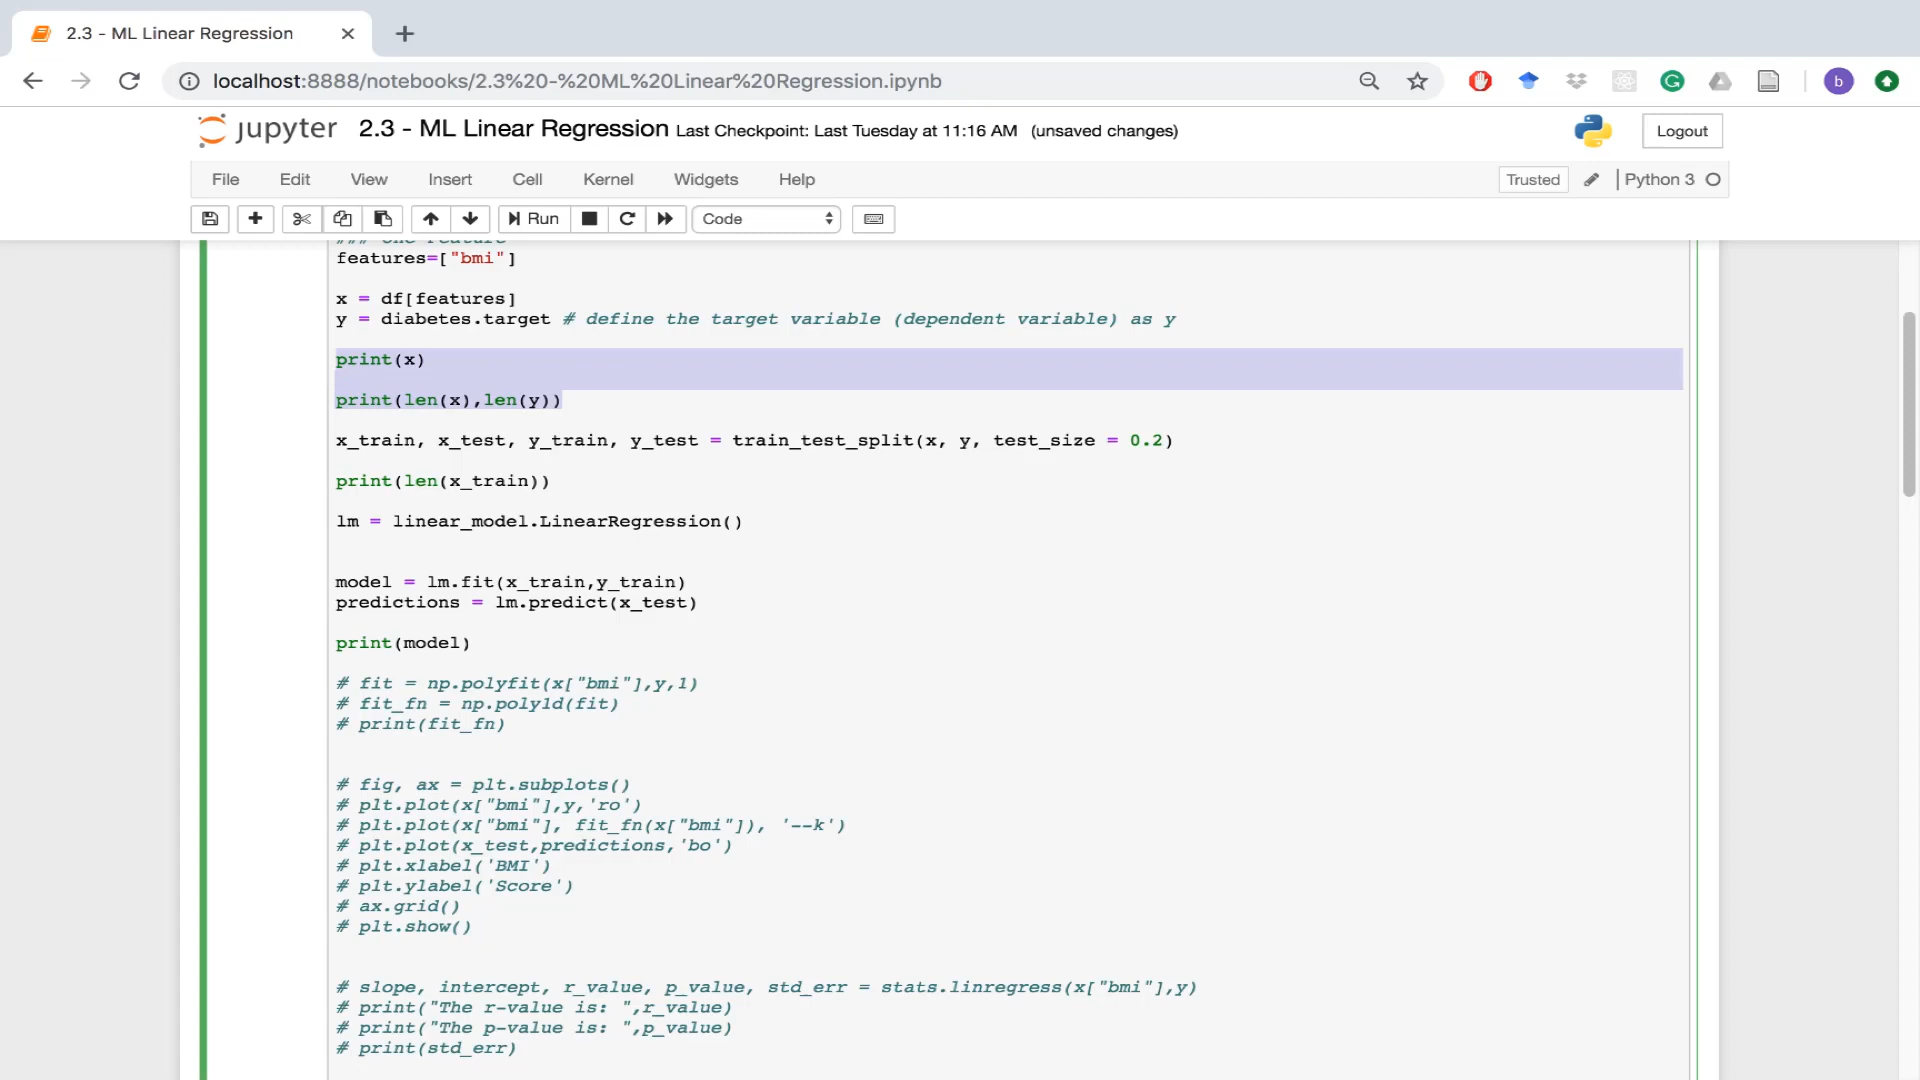 2.3 - ML Linear Regression
localhost:8888/notebooks/2.3%20-%20ML%20Linear%20Regression.ipynb
b
jupyter 2.3 - ML Linear Regression Last Checkpoint: Last Tuesday at 11:16 AM (unsaved changes)
Logout
File Edit View Insert Cell Kernel Widgets Help
Trusted Python 3
Run Code
### One Feature
features=["bmi"]
x = df[features]
y = diabetes.target # define the target variable (dependent variable) as y
print(x)
print(len(x),len(y))
x_train, x_test, y_train, y_test = train_test_split(x, y, test_size = 0.2)
print(len(x_train))
lm = linear_model.LinearRegression()
model = lm.fit(x_train,y_train)
predictions = lm.predict(x_test)
print(model)
# fit = np.polyfit(x["bmi"],y,1)
# fit_fn = np.poly1d(fit)
# print(fit_fn)
# fig, ax = plt.subplots()
# plt.plot(x["bmi"],y,'ro')
# plt.plot(x["bmi"], fit_fn(x["bmi"]), '--k')
# plt.plot(x_test,predictions,'bo')
# plt.xlabel('BMI')
# plt.ylabel('Score')
# ax.grid()
# plt.show()
# slope, intercept, r_value, p_value, std_err = stats.linregress(x["bmi"],y)
# print("The r-value is: ",r_value)
# print("The p-value is: ",p_value)
# print(std_err)